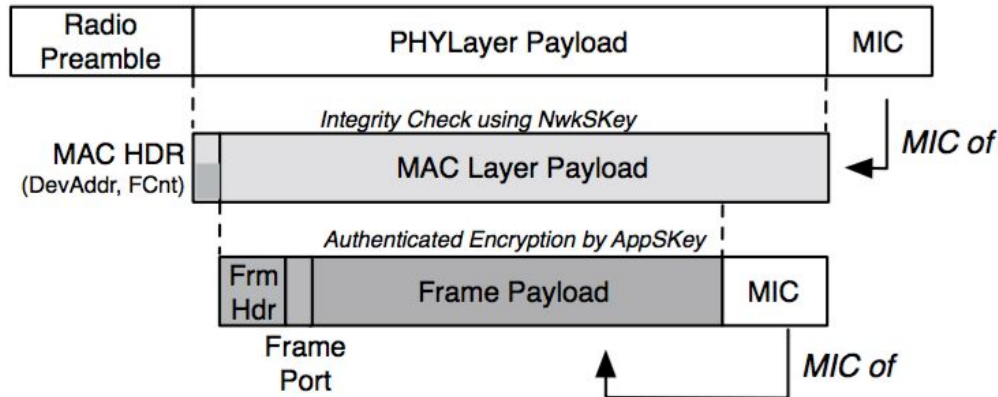 Radio
Preamble
PHYLayer Payload
MIC
Integrity Check using NwkSKey
MIC of
MAC HDR
(DevAddr, FCnt)
MAC Layer Payload
Authenticated Encryption by AppSKey
Frm
Hdr
Frame Payload
MIC
Frame
Port
MIC of